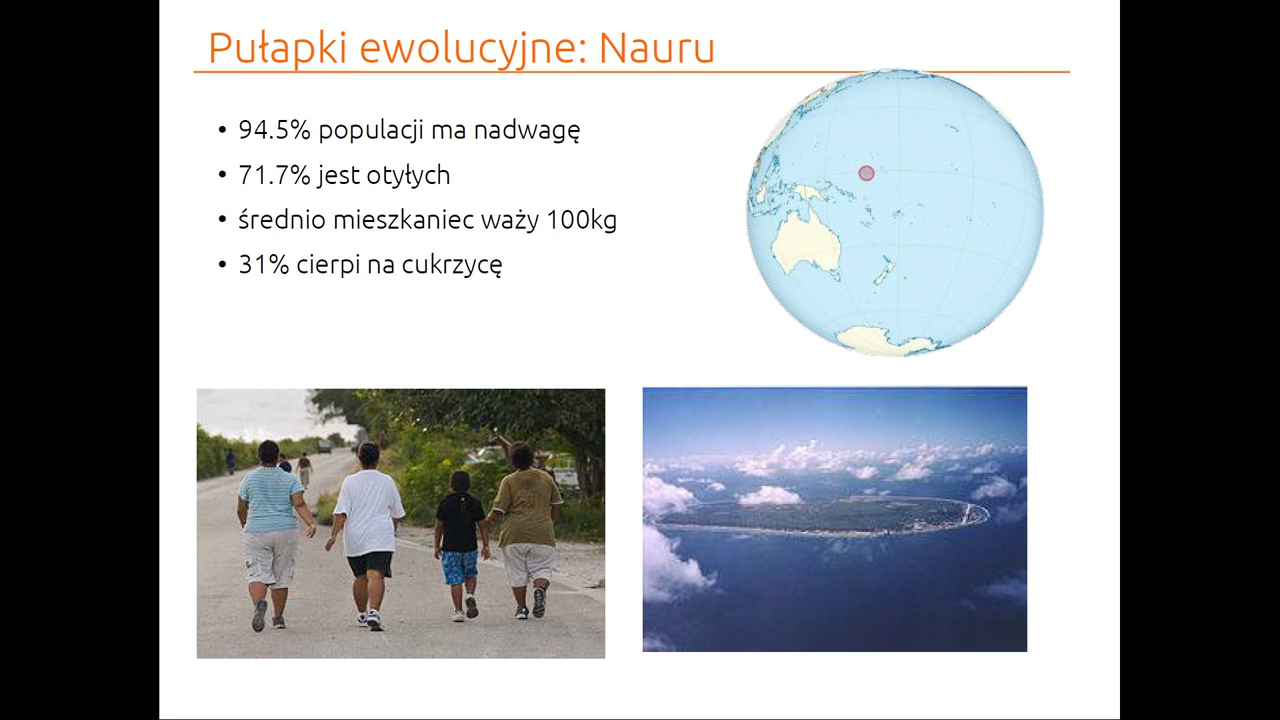 Pułapki ewolucyjne: Nauru
• 94.5% populacji ma nadwagę
• 71.7% jest otyłych
• średnio mieszkaniec waży 100kg
• 31% cierpi na cukrzycę